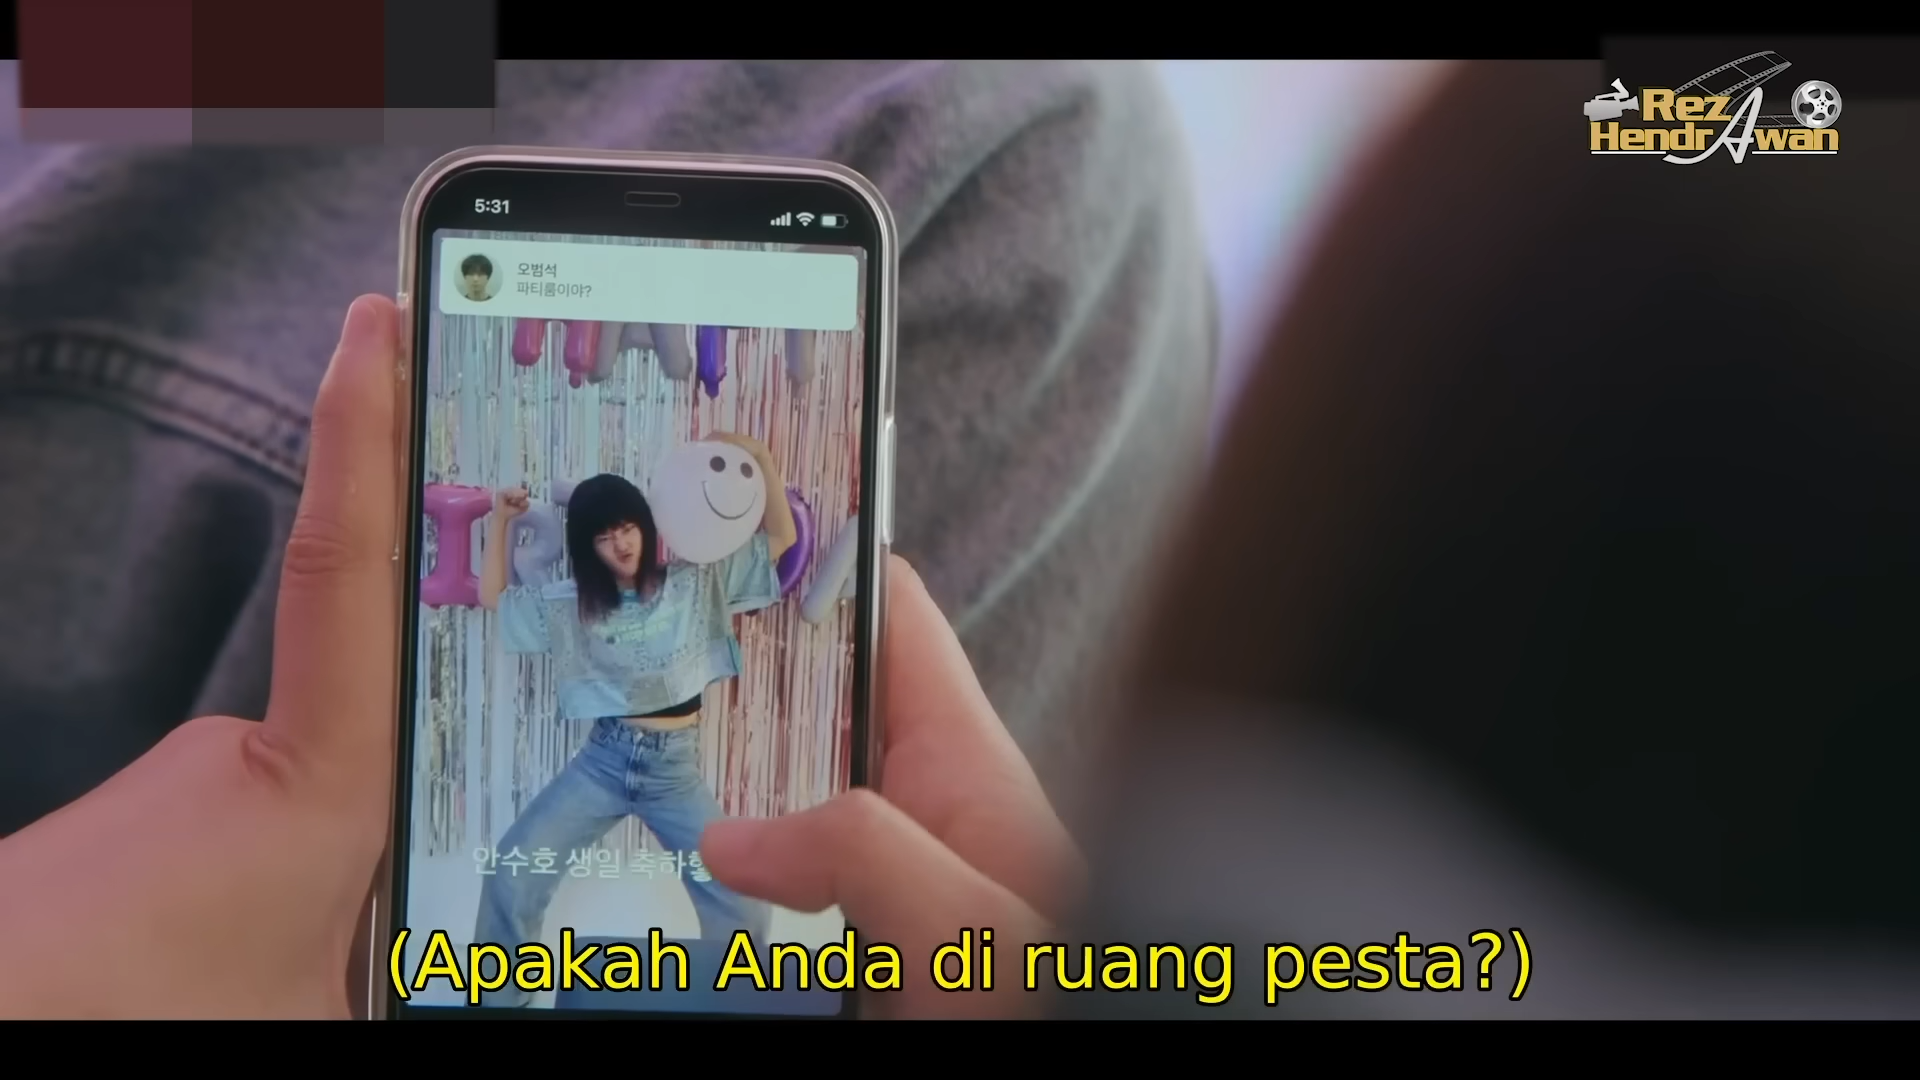 Rez
HendrAwan
5:31
오범석
파티룸이야?
안수호 생일 축하
(Apakah Anda di ruang pesta?)